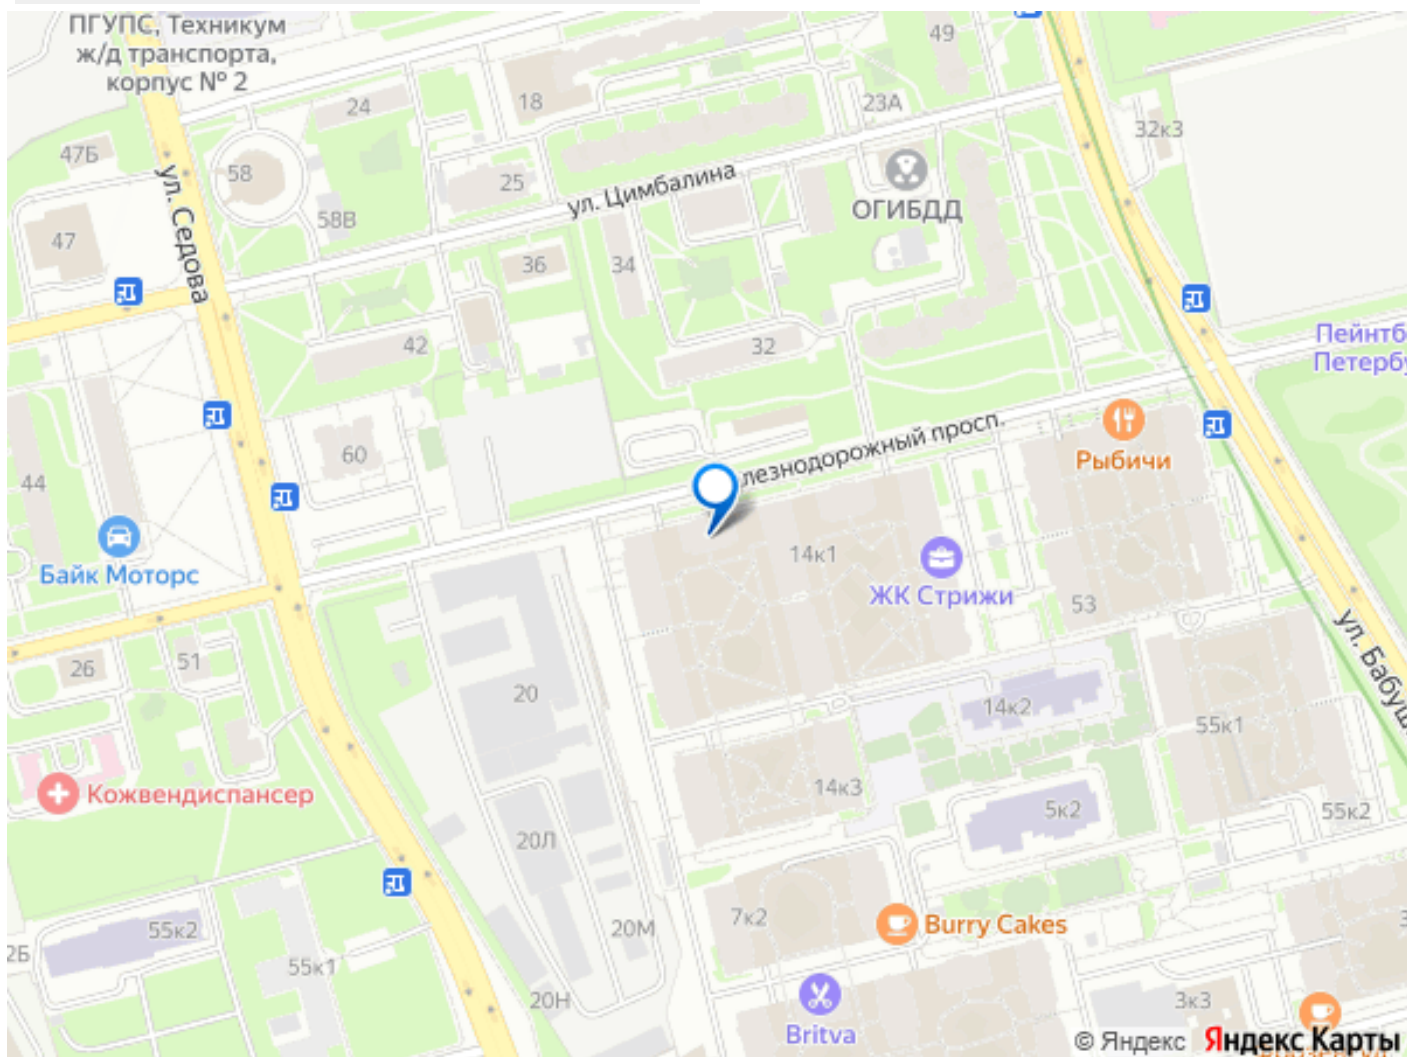 ПГУПС, Техникум
ж/д транспорта,
корпус № 2
49
24
18
23А
32к3
47Б
58
25
ул. Цимбалина
ОГИБДД
58В
47
ул. Седова
36
34
42
32
Пейнтб
Петербу
60
44
лезнодорожный просп.
Рыбичи
Байк Моторс
14к1
ЖК Стрижи
53
ул. Бабуш
26
51
20
14к2
55к1
Кожвендиспансер
14к3
5к2
55к2
20Л
7к2
Burry Cakes
20М
55к2
2Б
55к1
20Н
Britva
3к3
© Яндекс Яндекс Карты